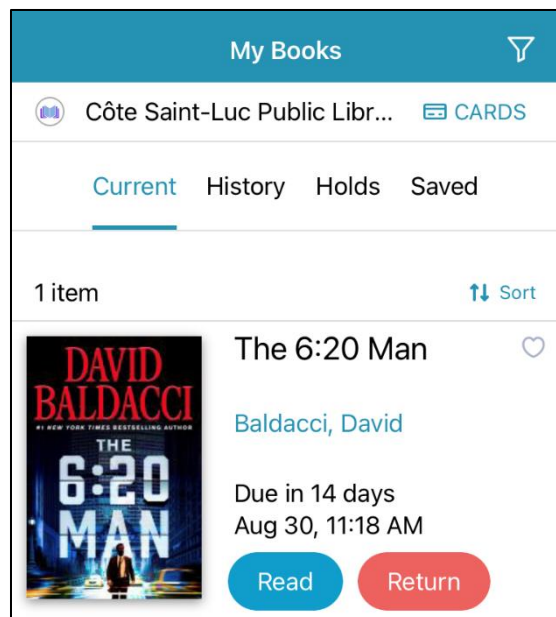 My Books
Côte Saint-Luc Public Libr... CARDS
Current History Holds Saved
1 item Sort
The 6:20 Man
Baldacci, David
Due in 14 days
Aug 30, 11:18 AM
Read Return
DAVID
BALDACCI
#1 NEW YORK TIMES BESTSELLING AUTHOR
THE
6:20
MAN